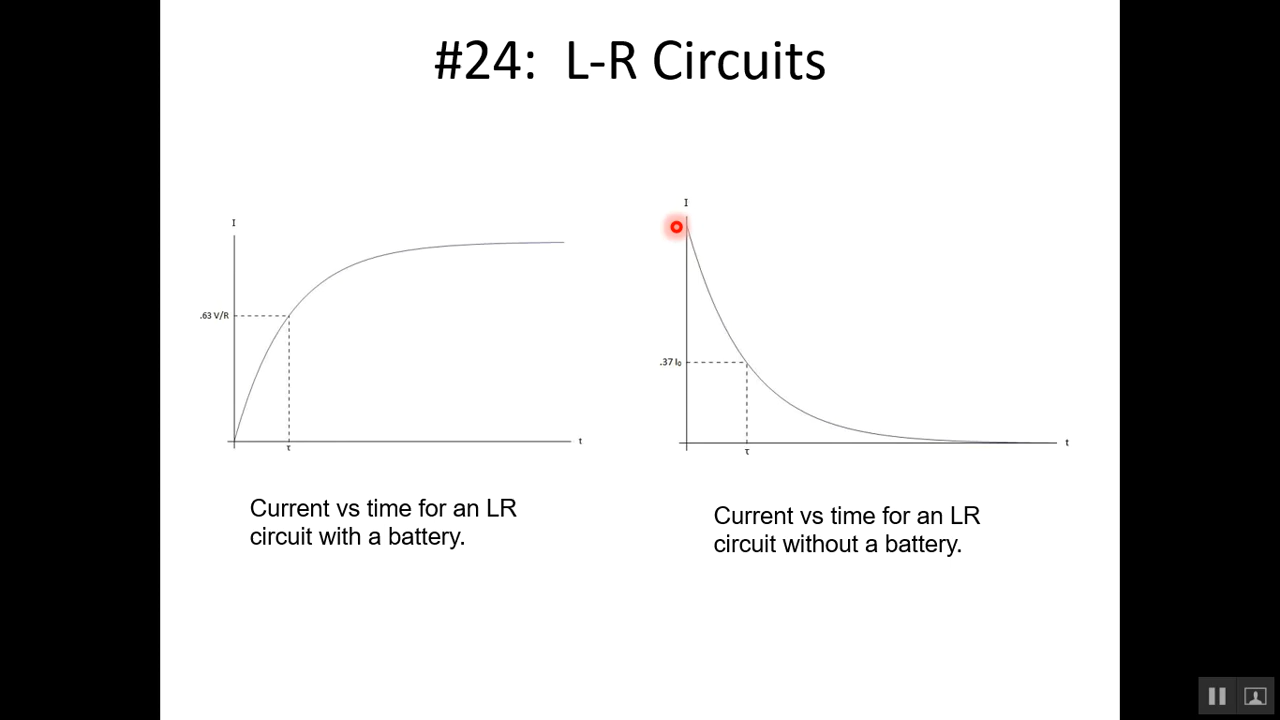 #24:  L-R Circuits
I
.63 V/R
τ
t
Current vs time for an LR
circuit with a battery.
I
.37 I₀
τ
t
Current vs time for an LR
circuit without a battery.